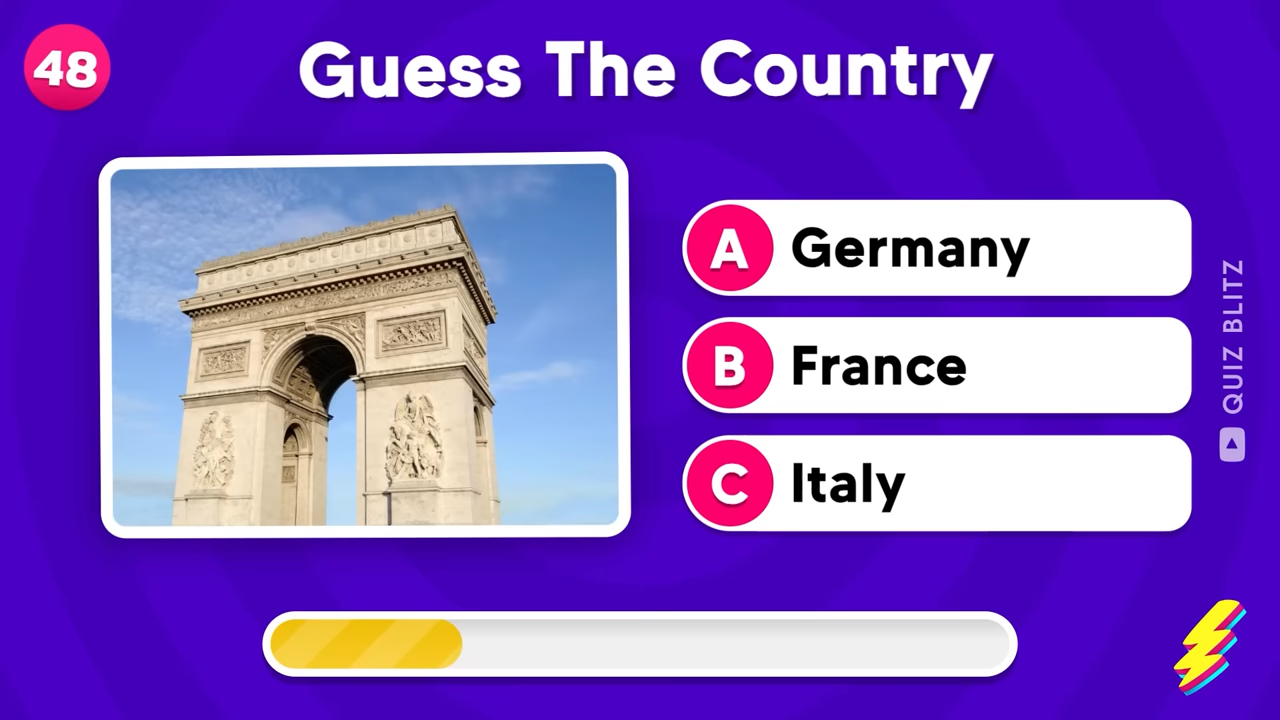 48
Guess The Country
A Germany
B France
C Italy
QUIZ BLITZ